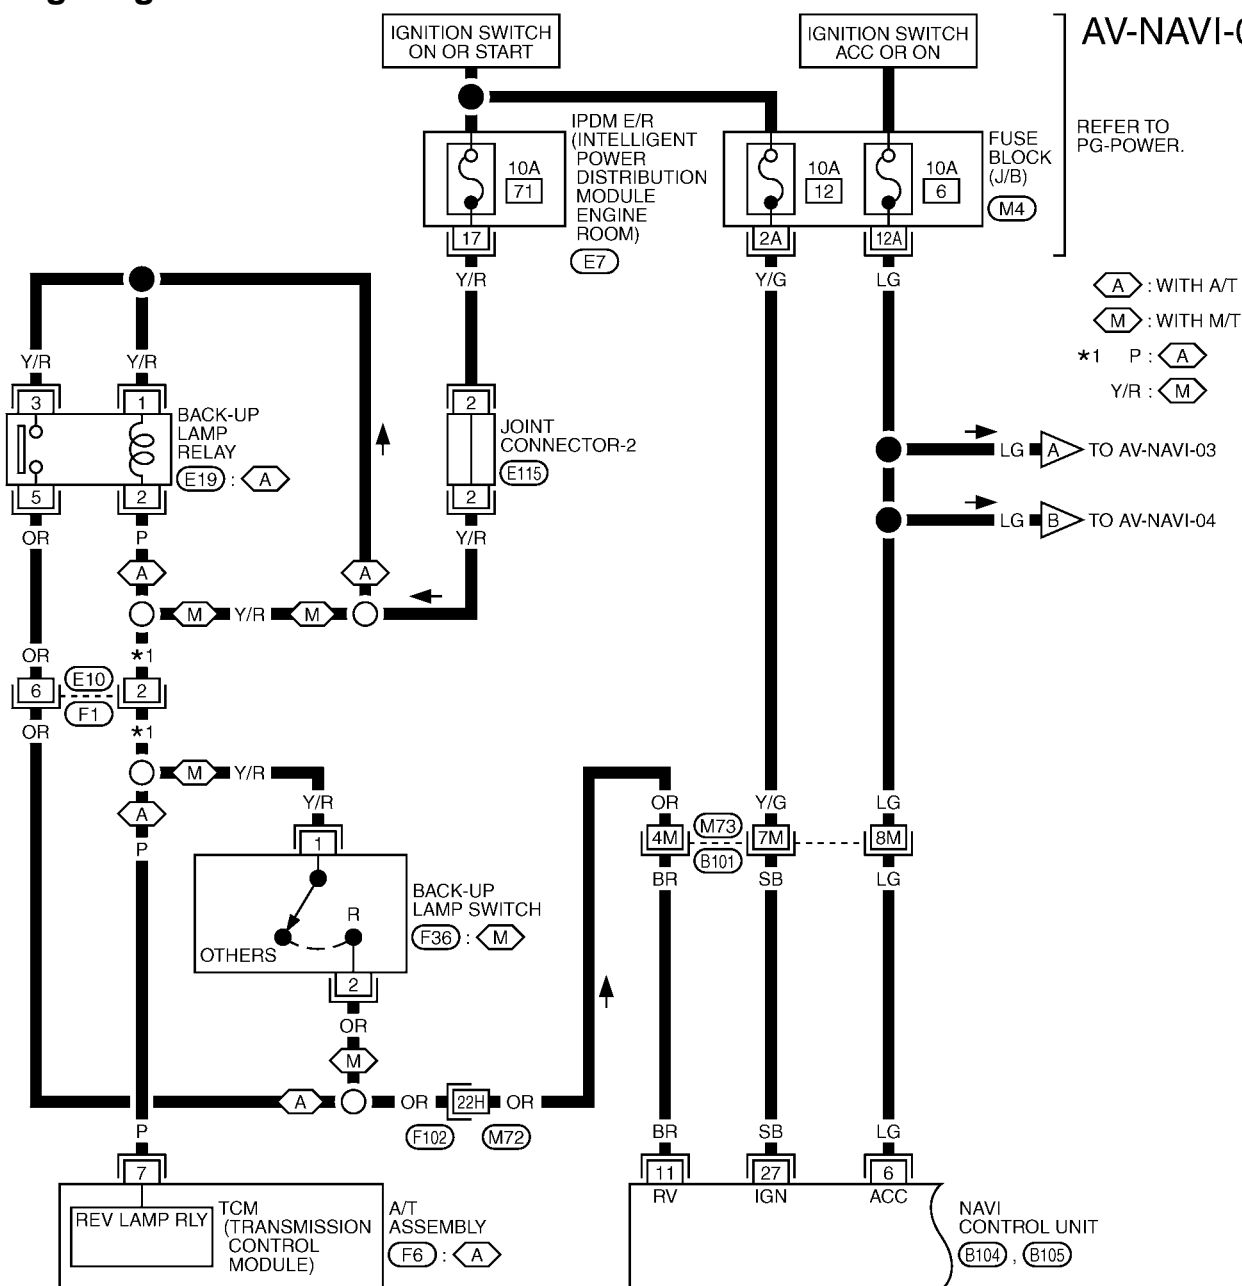 IGNITION SWITCH
ON OR START
IGNITION SWITCH
ACC OR ON
AV-NAVI-0
IPDM E/R
(INTELLIGENT
POWER
DISTRIBUTION
MODULE
ENGINE
ROOM)
E7
10A
71
10A
12
10A
6
FUSE
BLOCK
(J/B)
M4
REFER TO
PG-POWER.
17
2A
12A
Y/R
Y/G
LG
A : WITH A/T
M : WITH M/T
*1 P : A
Y/R : M
Y/R
Y/R
3
1
BACK-UP
LAMP
RELAY
E19 : A
5
2
OR
P
2
JOINT
CONNECTOR-2
E115
2
Y/R
LG A TO AV-NAVI-03
LG B TO AV-NAVI-04
A
A
M Y/R M
OR
*1
6
E10
F1
2
OR
*1
M Y/R
A
P
Y/R
1
BACK-UP
LAMP SWITCH
F36 : M
R
OTHERS
2
OR
M
OR
Y/G
LG
4M
M73
B101
7M
8M
BR
SB
LG
A
OR
22H
OR
F102
M72
P
BR
SB
LG
7
11
27
6
RV
IGN
ACC
REV LAMP RLY
TCM
(TRANSMISSION
CONTROL
MODULE)
A/T
ASSEMBLY
F6 : A
NAVI
CONTROL UNIT
B104 , B105